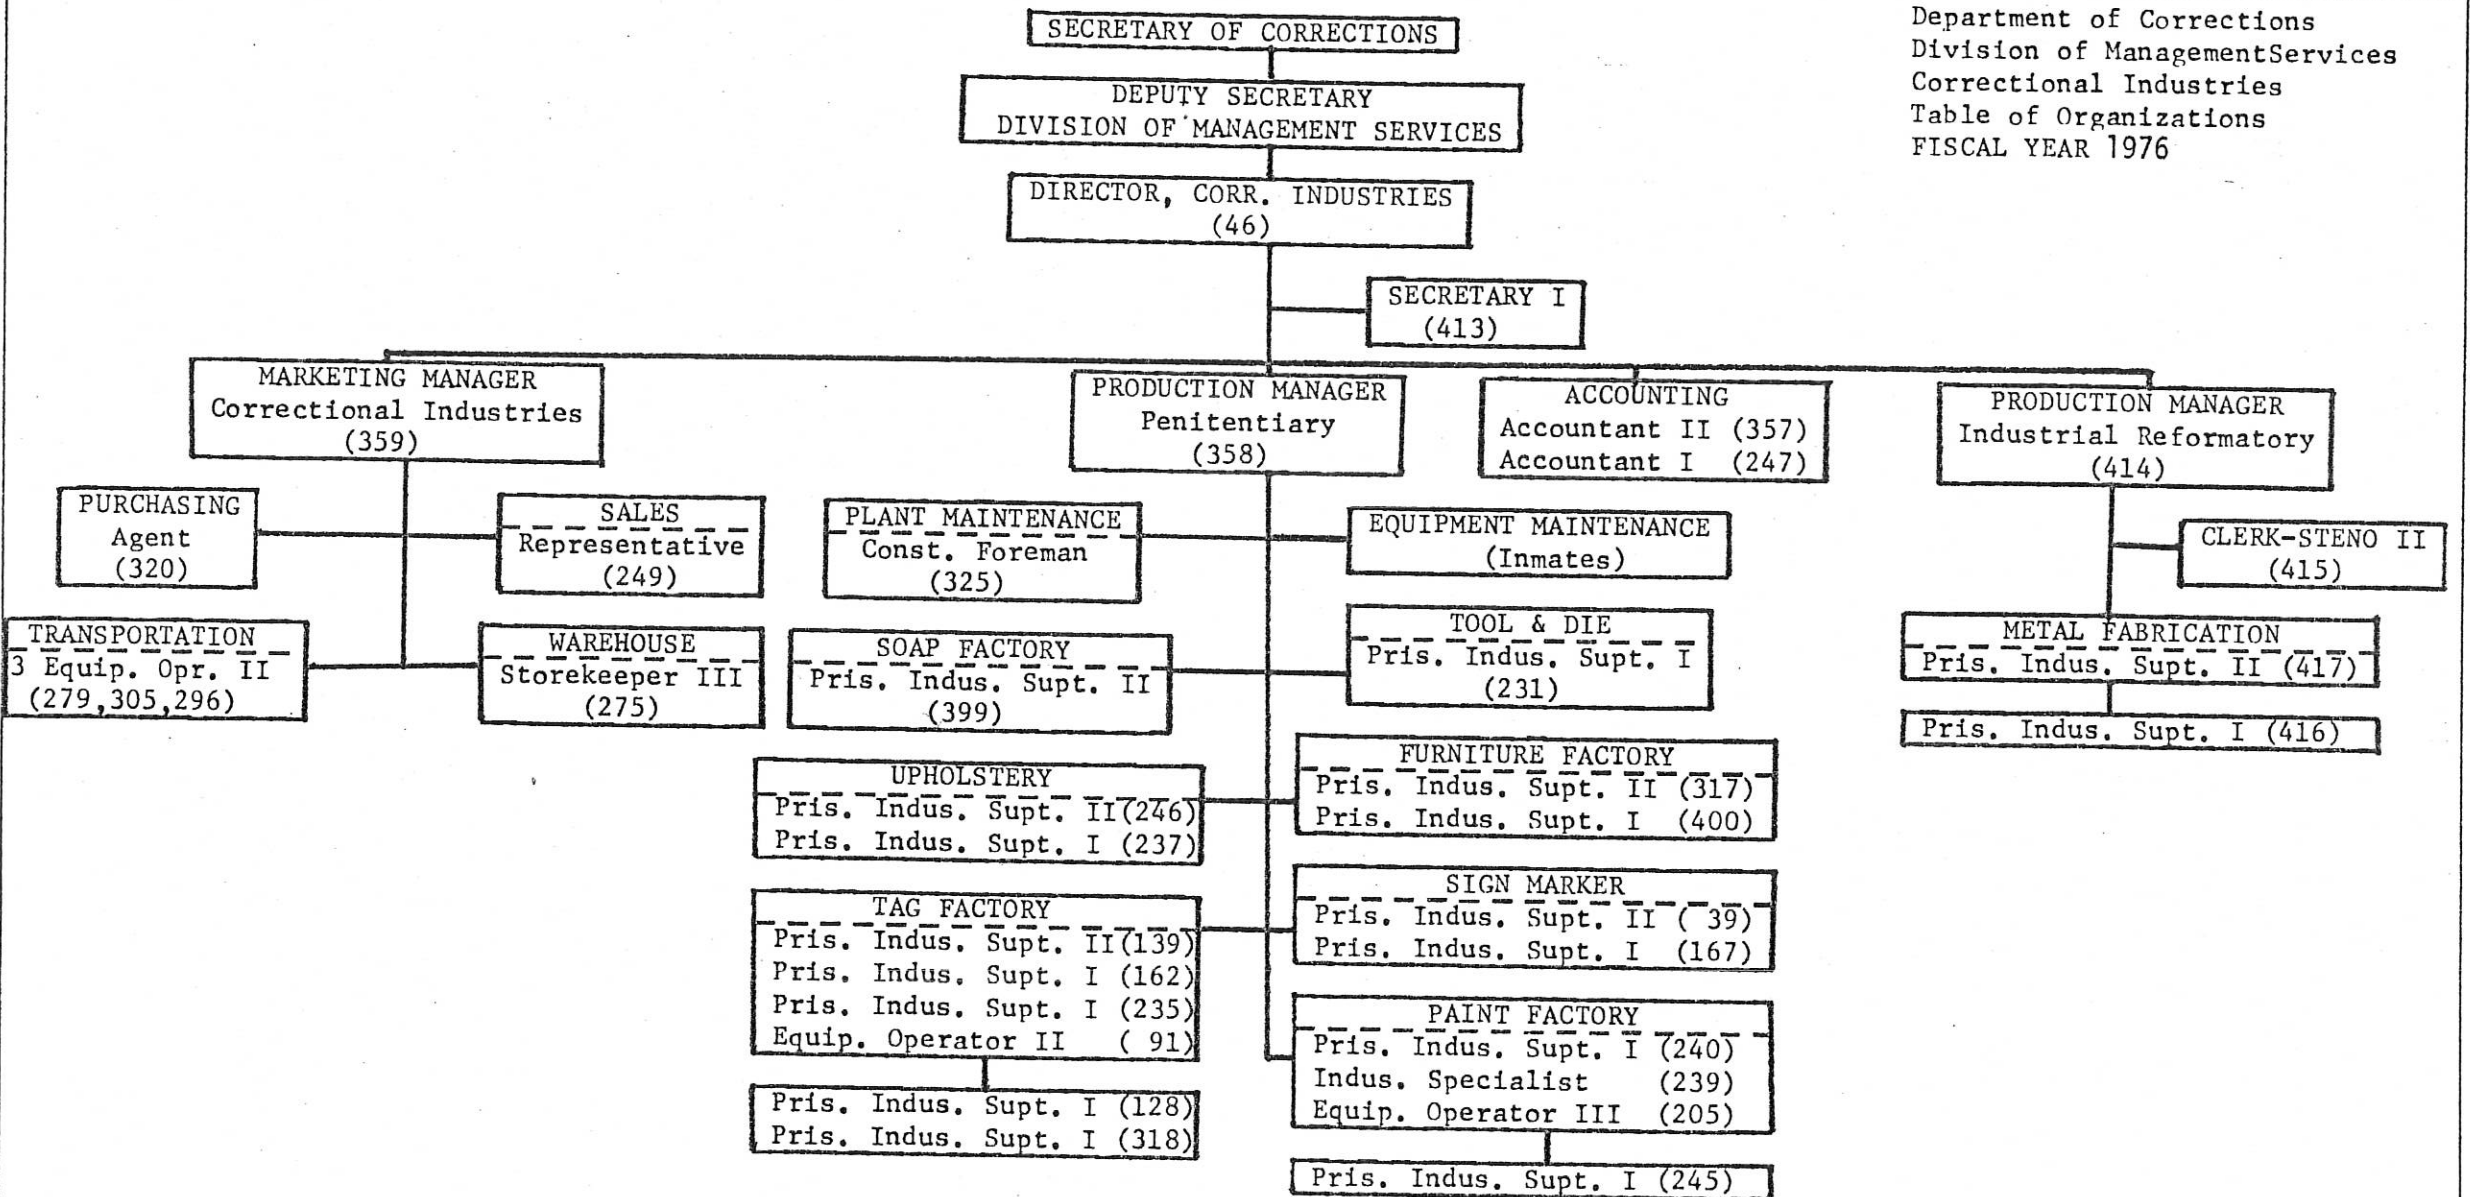 Department of Corrections
Division of ManagementServices
Correctional Industries
Table of Organizations
FISCAL YEAR 1976
SECRETARY OF CORRECTIONS
DEPUTY SECRETARY
DIVISION OF MANAGEMENT SERVICES
DIRECTOR, CORR. INDUSTRIES
(46)
SECRETARY I
(413)
MARKETING MANAGER
Correctional Industries
(359)
PRODUCTION MANAGER
Penitentiary
(358)
ACCOUNTING
Accountant II (357)
Accountant I (247)
PRODUCTION MANAGER
Industrial Reformatory
(414)
PURCHASING
Agent
(320)
SALES
Representative
(249)
PLANT MAINTENANCE
Const. Foreman
(325)
EQUIPMENT MAINTENANCE
(Inmates)
CLERK-STENO II
(415)
TRANSPORTATION
3 Equip. Opr. II
(279,305,296)
WAREHOUSE
Storekeeper III
(275)
SOAP FACTORY
Pris. Indus. Supt. II
(399)
TOOL & DIE
Pris. Indus. Supt. I
(231)
METAL FABRICATION
Pris. Indus. Supt. II (417)
Pris. Indus. Supt. I (416)
UPHOLSTERY
Pris. Indus. Supt. II(246)
Pris. Indus. Supt. I (237)
FURNITURE FACTORY
Pris. Indus. Supt. II (317)
Pris. Indus. Supt. I (400)
TAG FACTORY
Pris. Indus. Supt. II(139)
Pris. Indus. Supt. I (162)
Pris. Indus. Supt. I (235)
Equip. Operator II ( 91)
Pris. Indus. Supt. I (128)
Pris. Indus. Supt. I (318)
SIGN MARKER
Pris. Indus. Supt. II ( 39)
Pris. Indus. Supt. I (167)
PAINT FACTORY
Pris. Indus. Supt. I (240)
Indus. Specialist (239)
Equip. Operator III (205)
Pris. Indus. Supt. I (245)